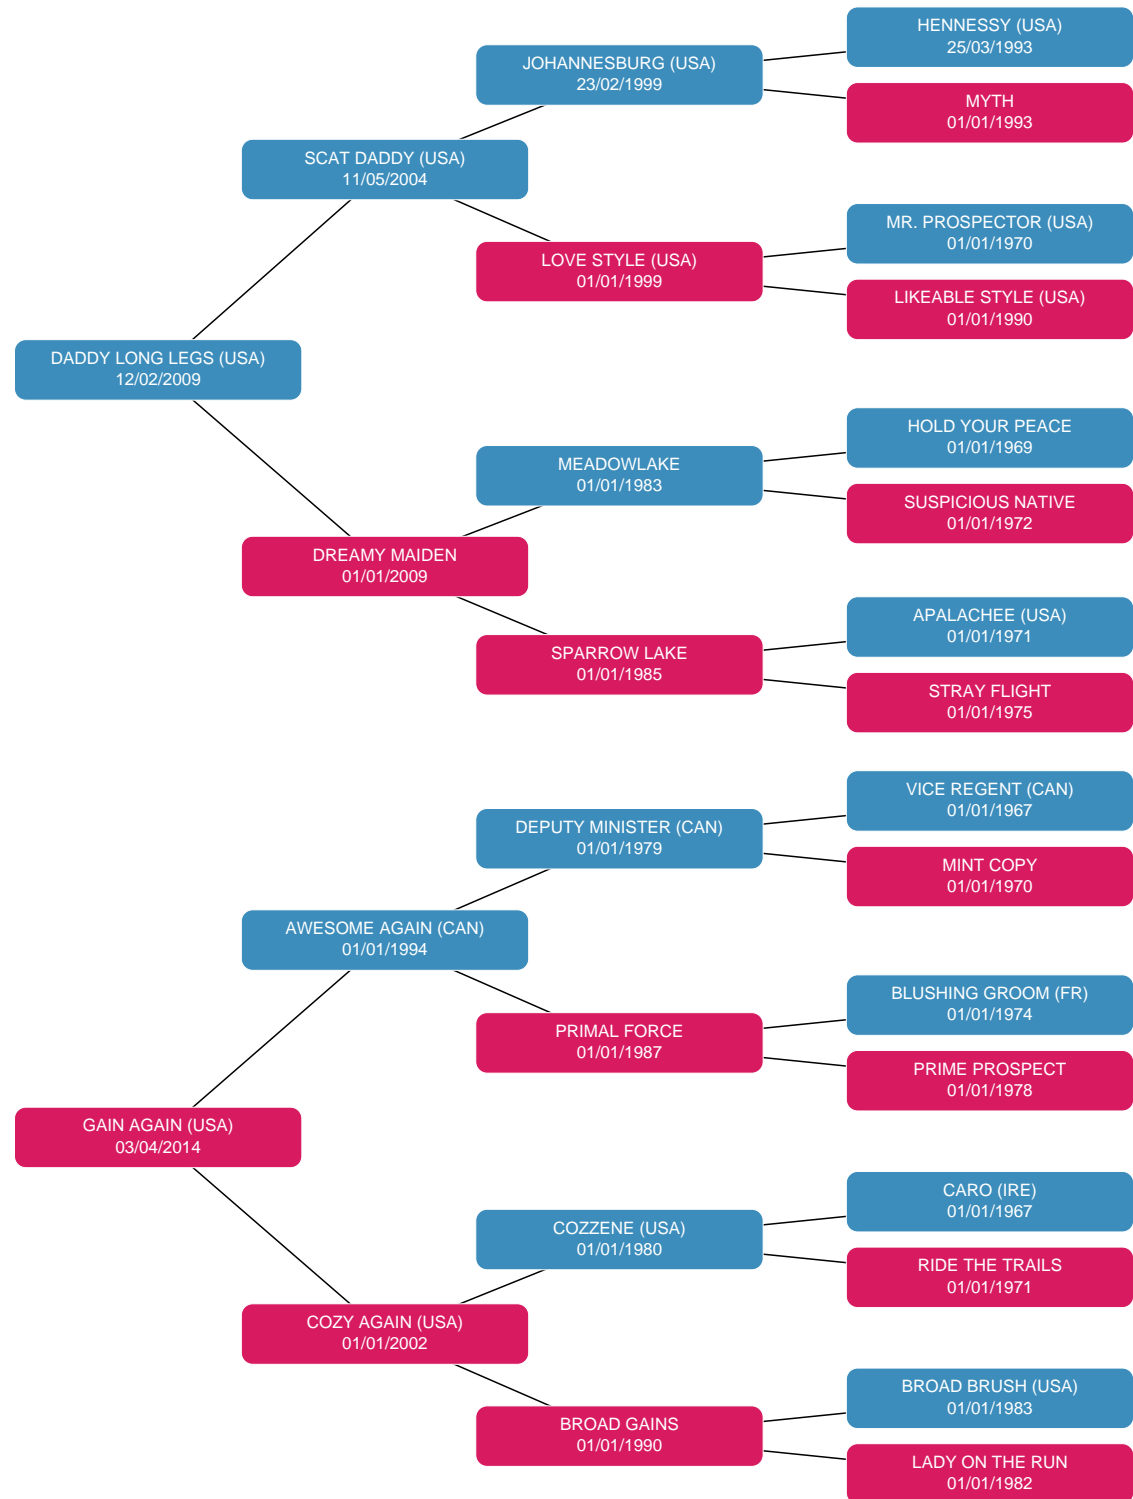 HENNESSY (USA)
25/03/1993
JOHANNESBURG (USA)
23/02/1999
MYTH
01/01/1993
SCAT DADDY (USA)
11/05/2004
MR. PROSPECTOR (USA)
01/01/1970
LOVE STYLE (USA)
01/01/1999
LIKEABLE STYLE (USA)
01/01/1990
DADDY LONG LEGS (USA)
12/02/2009
HOLD YOUR PEACE
01/01/1969
MEADOWLAKE
01/01/1983
SUSPICIOUS NATIVE
01/01/1972
DREAMY MAIDEN
01/01/2009
APALACHEE (USA)
01/01/1971
SPARROW LAKE
01/01/1985
STRAY FLIGHT
01/01/1975
VICE REGENT (CAN)
01/01/1967
DEPUTY MINISTER (CAN)
01/01/1979
MINT COPY
01/01/1970
AWESOME AGAIN (CAN)
01/01/1994
BLUSHING GROOM (FR)
01/01/1974
PRIMAL FORCE
01/01/1987
PRIME PROSPECT
01/01/1978
GAIN AGAIN (USA)
03/04/2014
CARO (IRE)
01/01/1967
COZZENE (USA)
01/01/1980
RIDE THE TRAILS
01/01/1971
COZY AGAIN (USA)
01/01/2002
BROAD BRUSH (USA)
01/01/1983
BROAD GAINS
01/01/1990
LADY ON THE RUN
01/01/1982